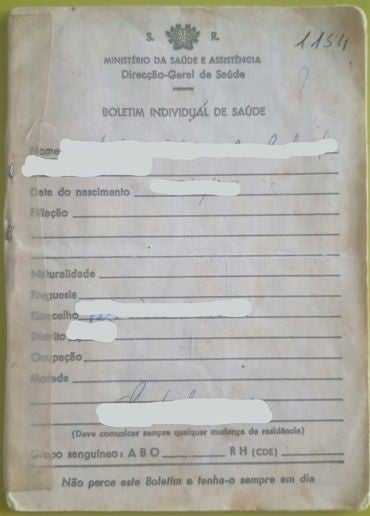 S. R.
1154
MINISTÉRIO DA SAÚDE E ASSISTÊNCIA
Direcção-Geral de Saúde
BOLETIM INDIVIDUAL DE SAÚDE
Nome
Data do nascimento
Filiação
Naturalidade
Freguesia
Concelho
Distrito
Ocupação
Morada
(Deve comunicar sempre qualquer mudança de residência)
Grupo sanguíneo: A B O RH (CDE)
Não perca este Boletim e tenha-o sempre em dia